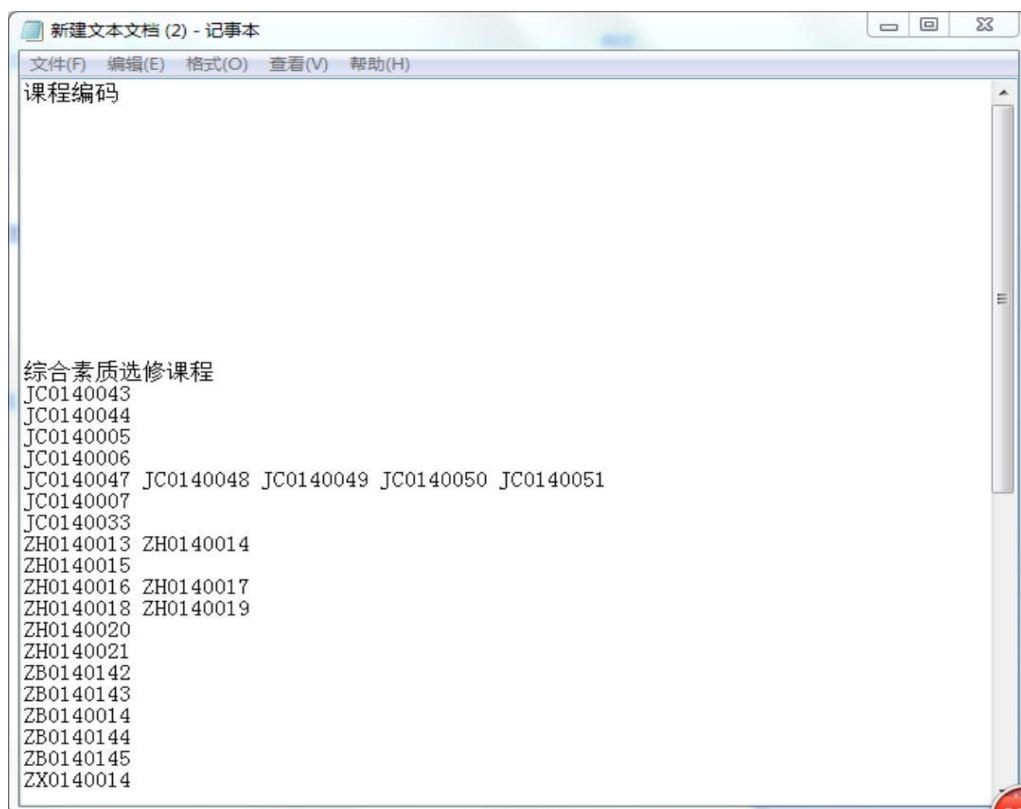 新建文本文档 (2) - 记事本
文件(F) 编辑(E) 格式(O) 查看(V) 帮助(H)
课程编码
综合素质选修课程
JC0140043
JC0140044
JC0140005
JC0140006
JC0140047 JC0140048 JC0140049 JC0140050 JC0140051
JC0140007
JC0140033
ZH0140013 ZH0140014
ZH0140015
ZH0140016 ZH0140017
ZH0140018 ZH0140019
ZH0140020
ZH0140021
ZB0140142
ZB0140143
ZB0140014
ZB0140144
ZB0140145
ZX0140014